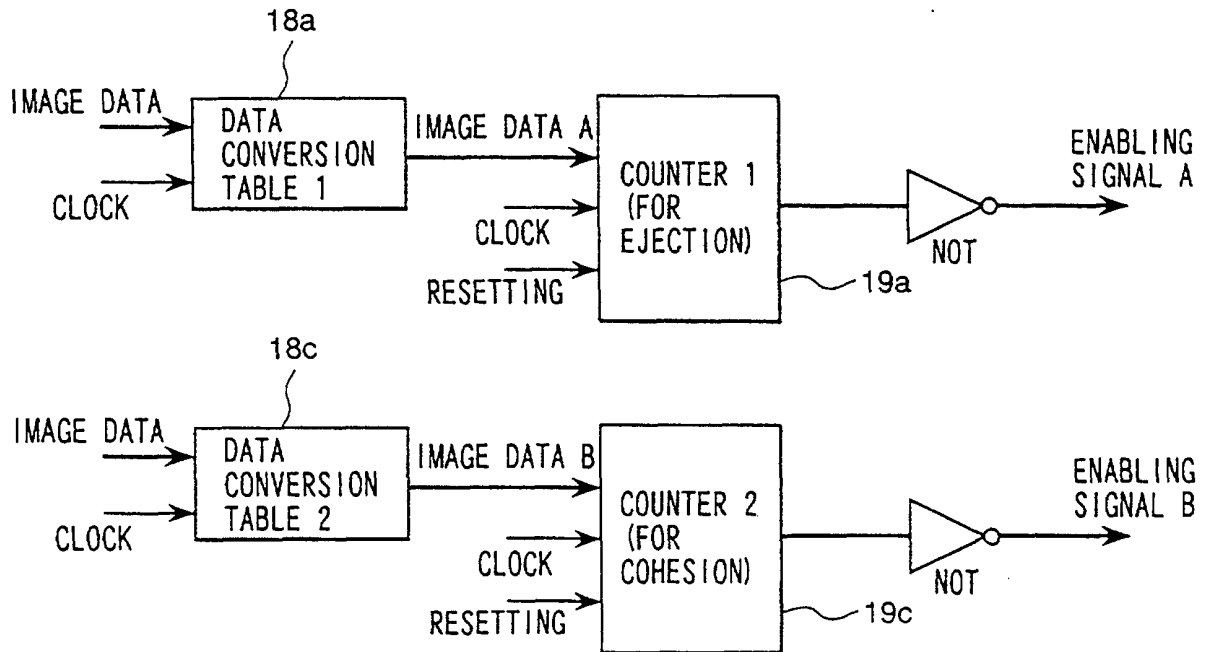 18a
IMAGE DATA
DATA
CONVERSION
TABLE 1
CLOCK
IMAGE DATA A
COUNTER 1
(FOR
EJECTION)
CLOCK
RESETTING
19a
NOT
ENABLING
SIGNAL A
18c
IMAGE DATA
DATA
CONVERSION
TABLE 2
CLOCK
IMAGE DATA B
COUNTER 2
(FOR
COHESION)
CLOCK
RESETTING
19c
NOT
ENABLING
SIGNAL B